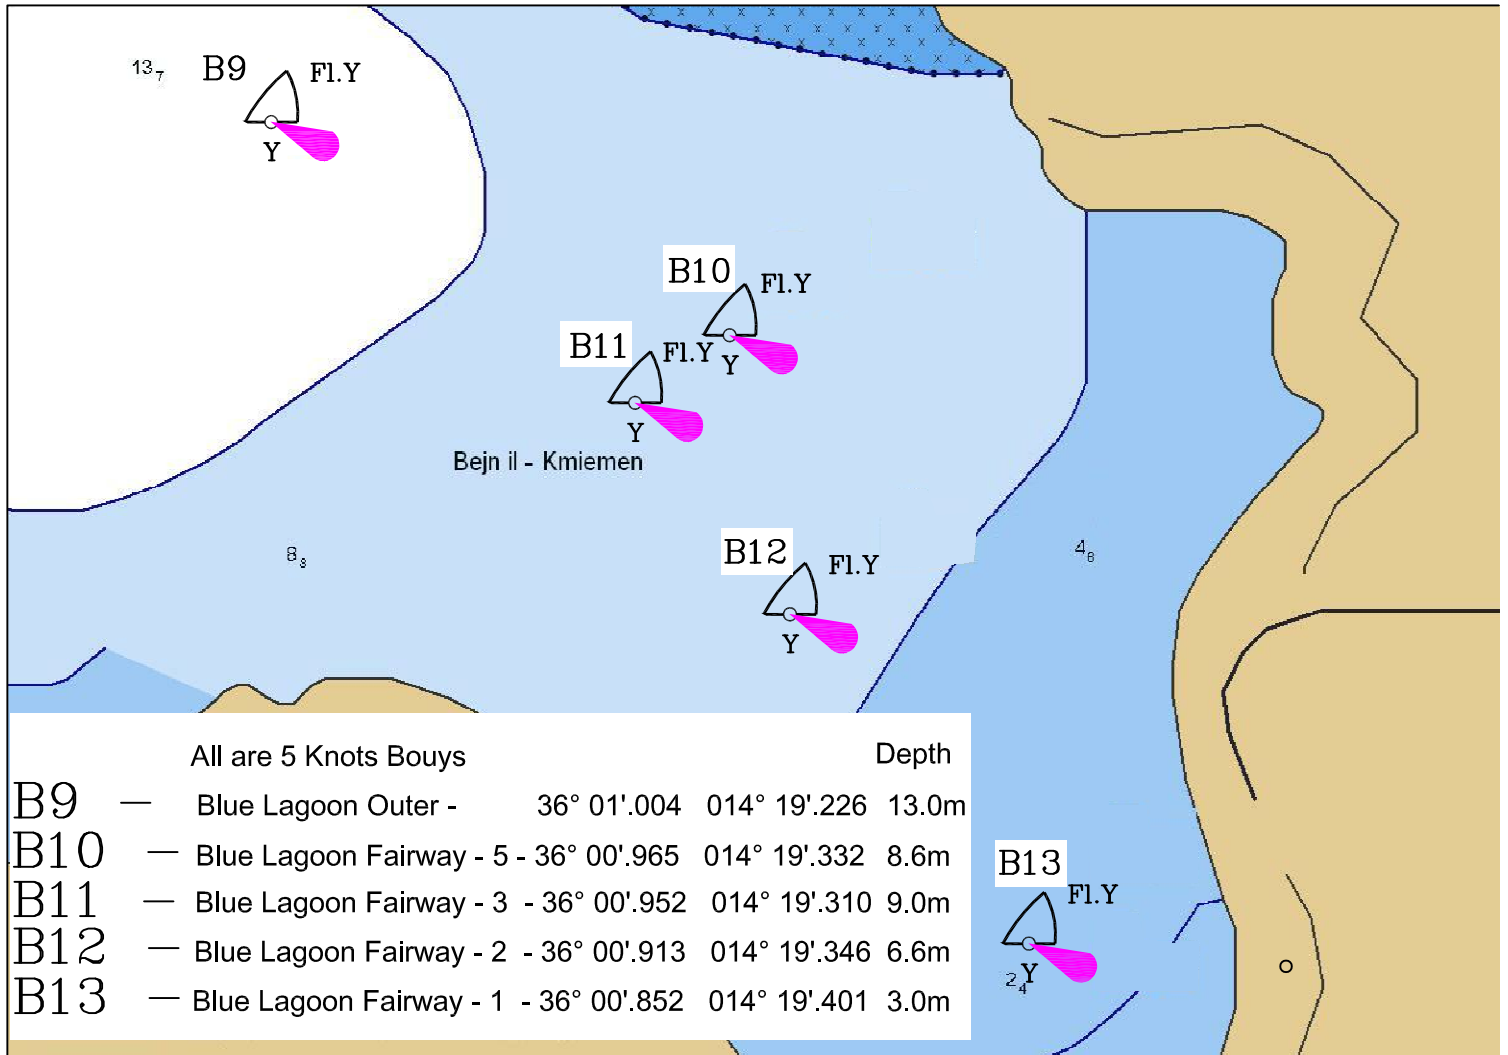 13₇
B9
Fl.Y
Y
B10
Fl.Y
Y
B11
Fl.Y
Y
Bejn il - Kmiemen
8₃
4₆
B12
Fl.Y
Y
B13
Fl.Y
Y
2₄
All are 5 Knots Bouys Depth
B9 — Blue Lagoon Outer - 36° 01'.004 014° 19'.226 13.0m
B10 — Blue Lagoon Fairway - 5 - 36° 00'.965 014° 19'.332 8.6m
B11 — Blue Lagoon Fairway - 3 - 36° 00'.952 014° 19'.310 9.0m
B12 — Blue Lagoon Fairway - 2 - 36° 00'.913 014° 19'.346 6.6m
B13 — Blue Lagoon Fairway - 1 - 36° 00'.852 014° 19'.401 3.0m